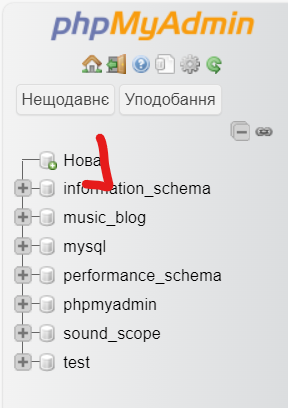 phpMyAdmin
Нещодавнє Уподобання
Нова
information_schema
music_blog
mysql
performance_schema
phpmyadmin
sound_scope
test